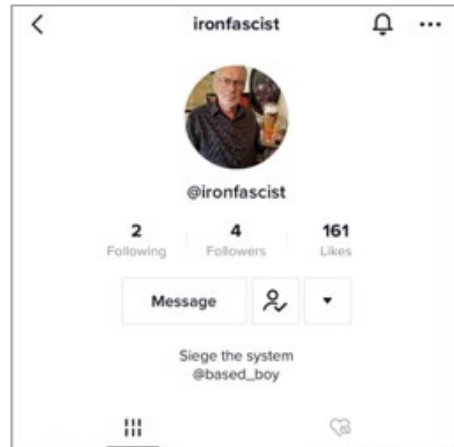 ironfascist
@ironfascist
2 4 161
Following Followers Likes
Message
Siege the system
@based_boy